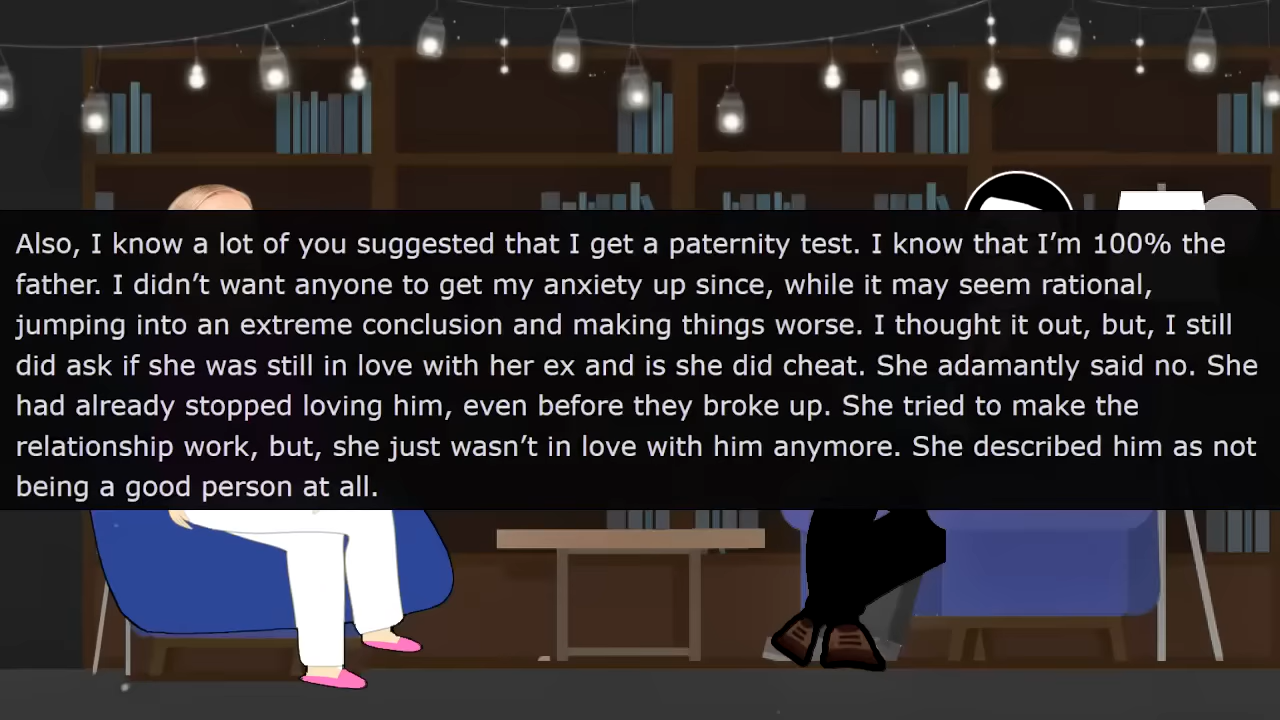 Also, I know a lot of you suggested that I get a paternity test. I know that I’m 100% the
father. I didn’t want anyone to get my anxiety up since, while it may seem rational,
jumping into an extreme conclusion and making things worse. I thought it out, but, I still
did ask if she was still in love with her ex and is she did cheat. She adamantly said no. She
had already stopped loving him, even before they broke up. She tried to make the
relationship work, but, she just wasn’t in love with him anymore. She described him as not
being a good person at all.